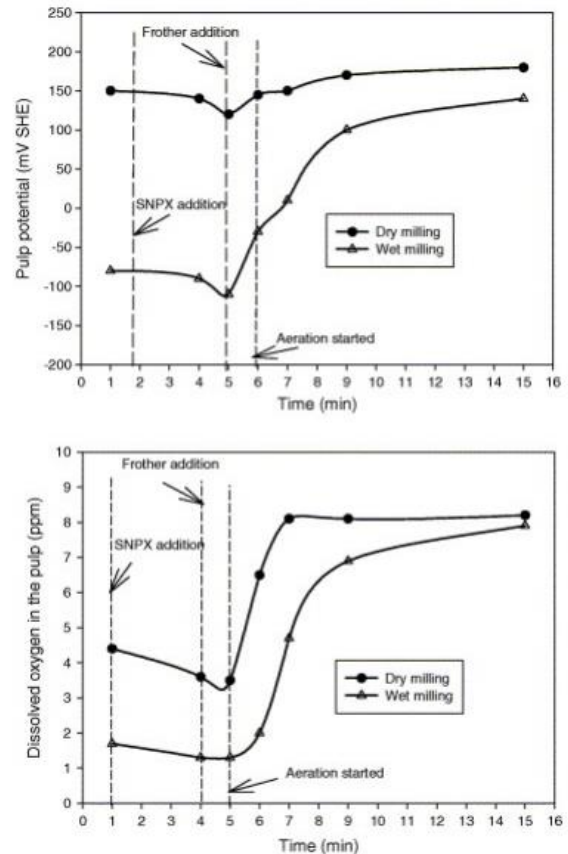 Frother addition
250
200
150
100
50
0
-50
-100
-150
-200
Pulp potential (mV SHE)
SNPX addition
Dry milling
Wet milling
Aeration started
0 1 2 3 4 5 6 7 8 9 10 11 12 13 14 15 16
Time (min)
10
9
8
7
6
5
4
3
2
1
0
Dissolved oxygen in the pulp (ppm)
Frother addition
SNPX addition
Dry milling
Wet milling
Aeration started
0 1 2 3 4 5 6 7 8 9 10 11 12 13 14 15 16
Time (min)